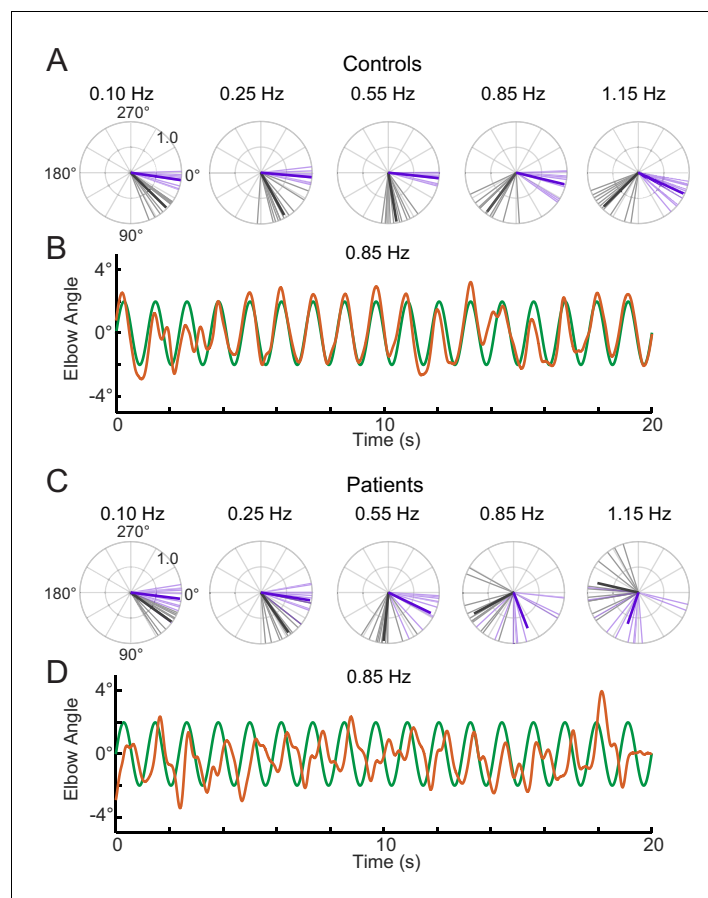 A
Controls
0.10 Hz 0.25 Hz 0.55 Hz 0.85 Hz 1.15 Hz
270°
1.0
180° 0°
90°
B
0.85 Hz
4°
0°
-4°
Elbow Angle
0 10 20
Time (s)
C
Patients
0.10 Hz 0.25 Hz 0.55 Hz 0.85 Hz 1.15 Hz
270°
1.0
180° 0°
90°
D
0.85 Hz
4°
0°
-4°
Elbow Angle
0 10 20
Time (s)